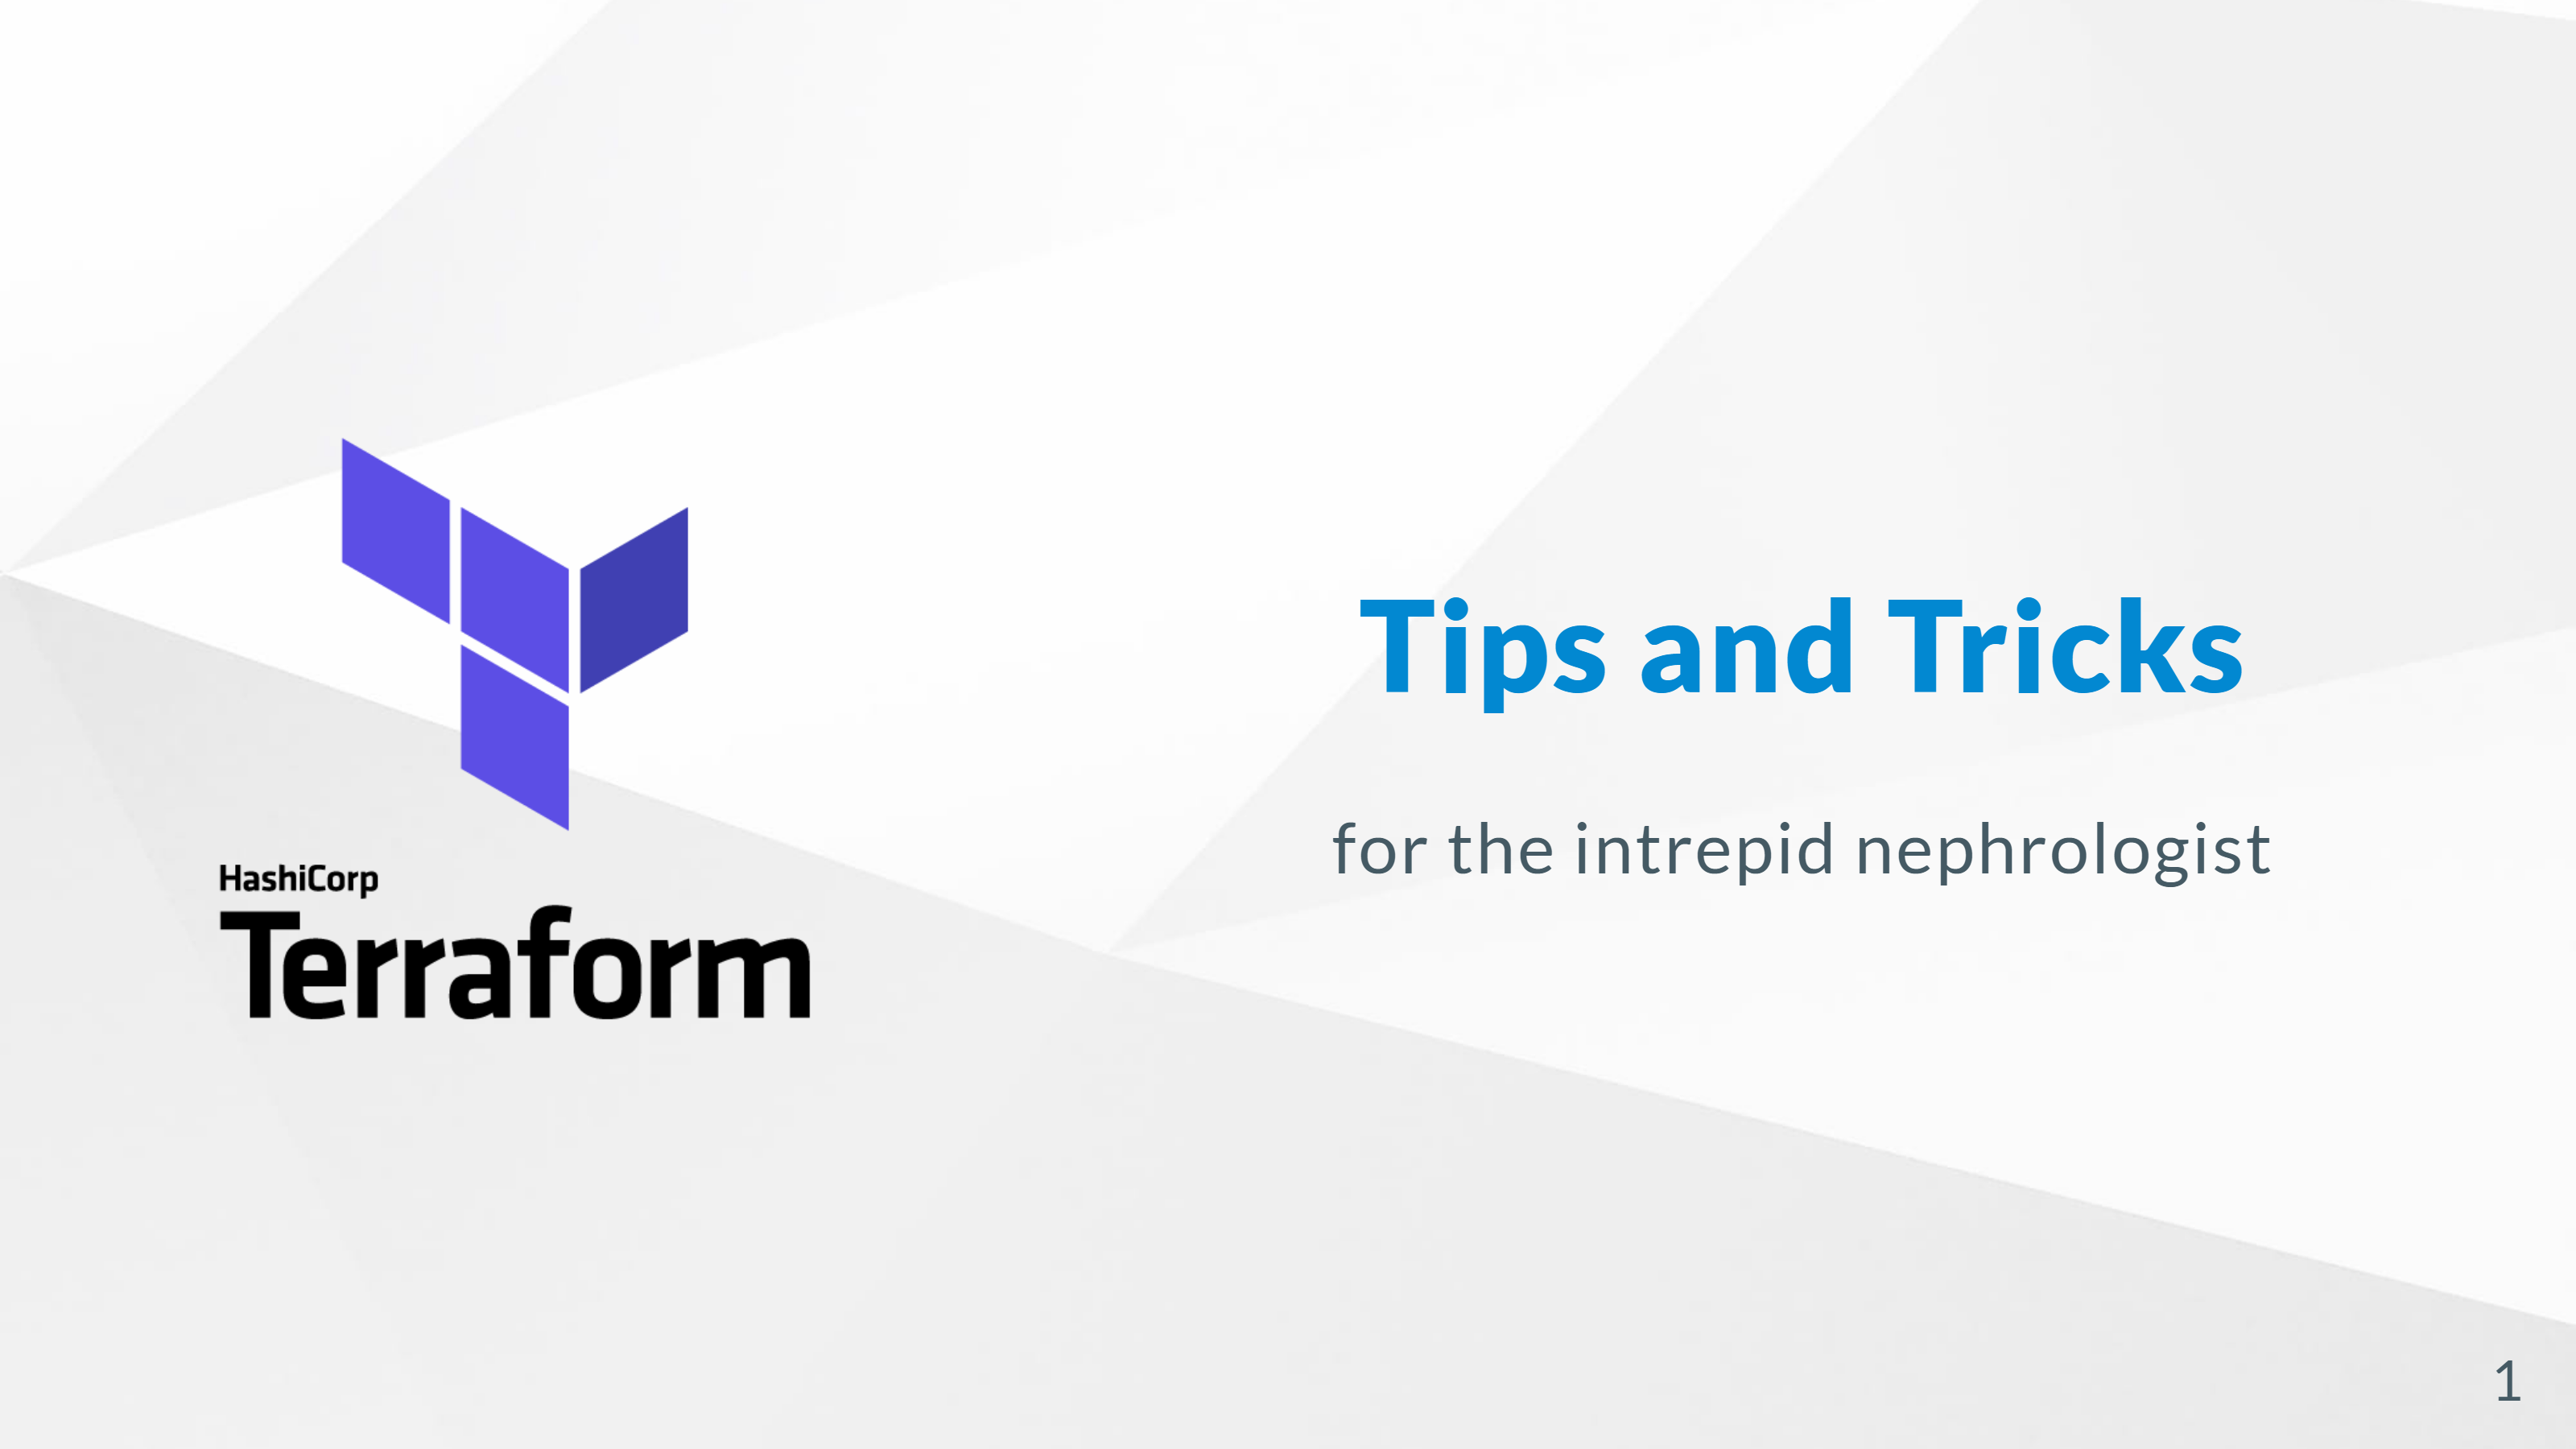 HashiCorp
Terraform
Tips and Tricks
for the intrepid nephrologist
1